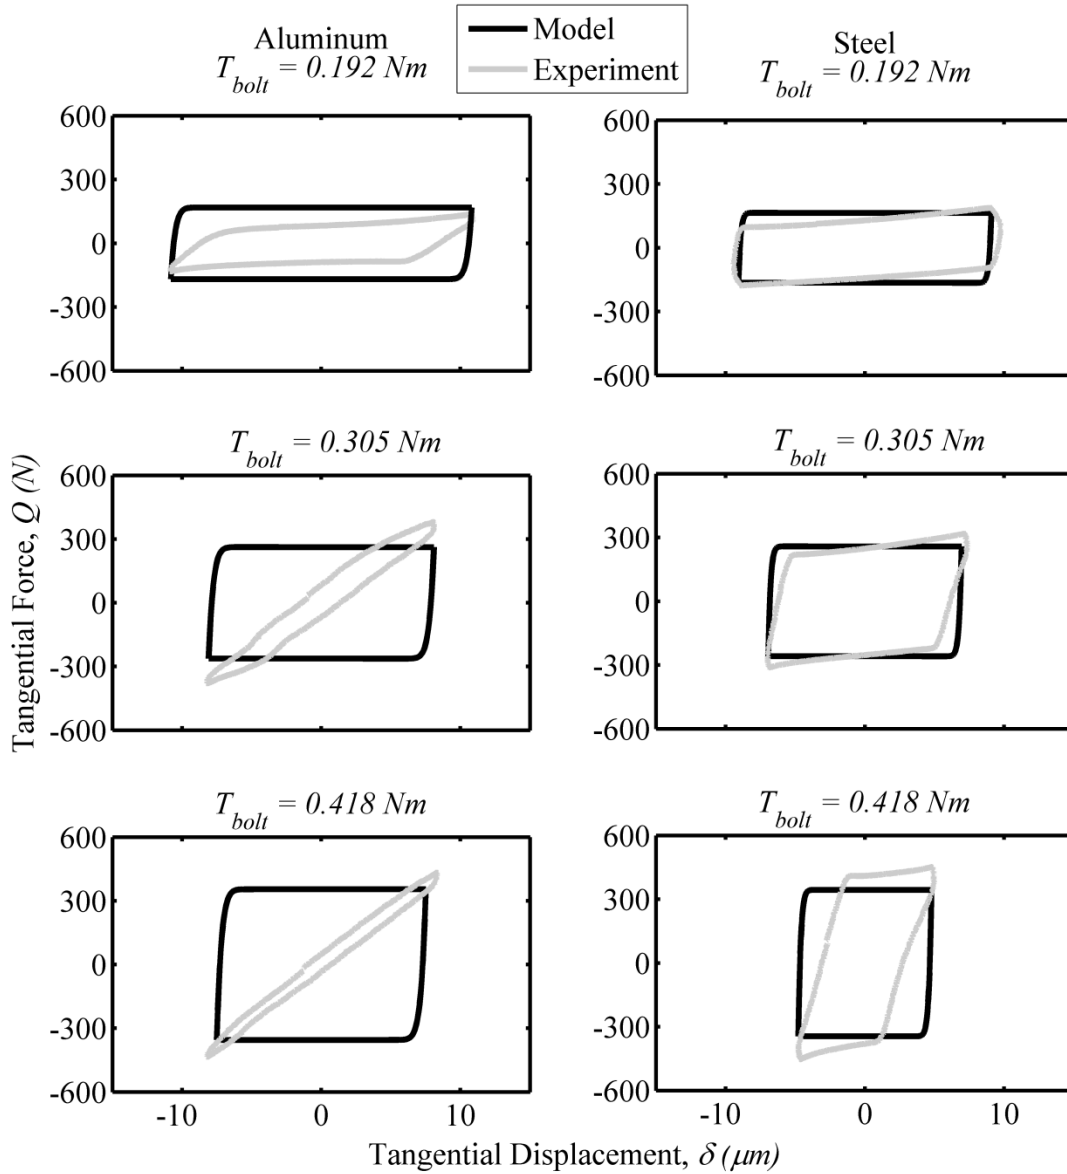 Aluminum
T_bolt = 0.192 Nm
Model
Experiment
Steel
T_bolt = 0.192 Nm
600
300
0
-300
-600
600
300
0
-300
-600
T_bolt = 0.305 Nm
T_bolt = 0.305 Nm
Tangential Force, Q (N)
600
300
0
-300
-600
600
300
0
-300
-600
T_bolt = 0.418 Nm
T_bolt = 0.418 Nm
600
300
0
-300
-600
600
300
0
-300
-600
-10 0 10
-10 0 10
Tangential Displacement, δ (μm)